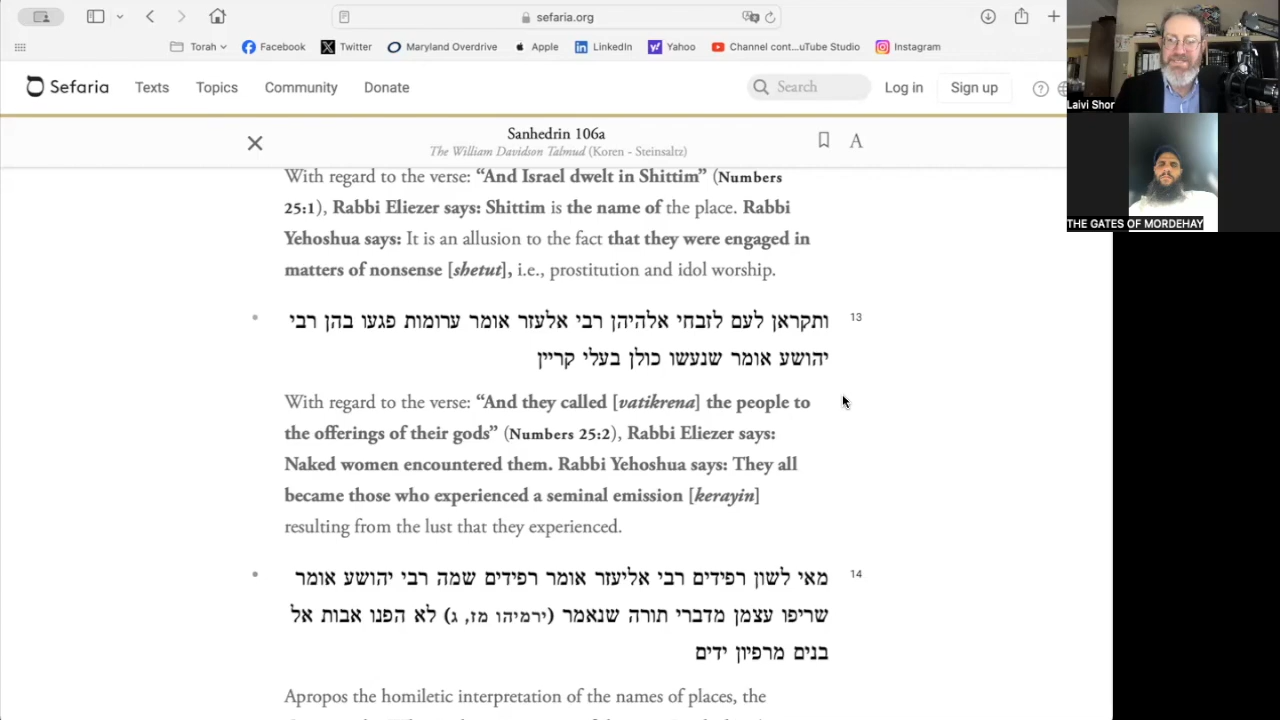 sefaria.org
Torah
Facebook
Twitter
Maryland Overdrive
Apple
LinkedIn
Yahoo
Channel cont...uTube Studio
Instagram
Sefaria
Texts
Topics
Community
Donate
Search
Log in
Sign up
Laivi Shor
THE GATES OF MORDEHAY
Sanhedrin 106a
The William Davidson Talmud (Koren - Steinsaltz)
A
With regard to the verse: “And Israel dwelt in Shittim” (Numbers
25:1), Rabbi Eliezer says: Shittim is the name of the place. Rabbi
Yehoshua says: It is an allusion to the fact that they were engaged in
matters of nonsense [shetut], i.e., prostitution and idol worship.
13
ותקראן לעם לזבחי אלהיהן רבי אלעזר אומר ערומות פגעו בהן רבי
יהושע אומר שנעשו כולן בעלי קריין
With regard to the verse: “And they called [vatikrena] the people to
the offerings of their gods” (Numbers 25:2), Rabbi Eliezer says:
Naked women encountered them. Rabbi Yehoshua says: They all
became those who experienced a seminal emission [kerayin]
resulting from the lust that they experienced.
14
מאי לשון רפידים רבי אליעזר אומר רפידים שמה רבי יהושע אומר
שריפו עצמן מדברי תורה שנאמר (ירמיהו מז, ג) לא הפנו אבות אל
בנים מרפיון ידים
Apropos the homiletic interpretation of the names of places, the